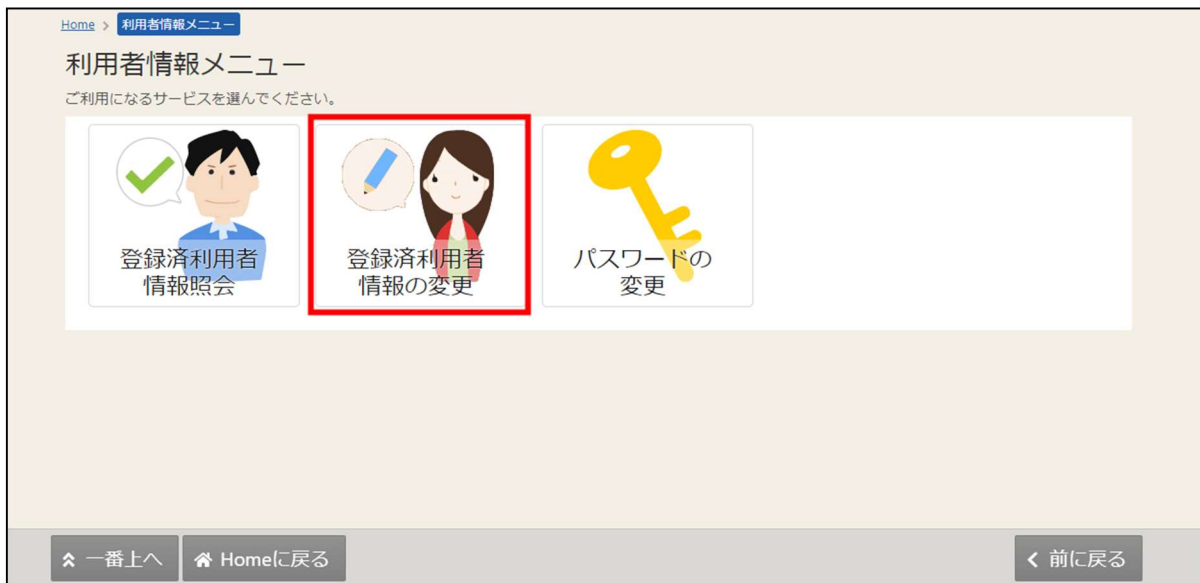 Home > 利用者情報メニュー
利用者情報メニュー
ご利用になるサービスを選んでください。
登録済利用者
情報照会
登録済利用者
情報の変更
パスワードの
変更
一番上へ
Homeに戻る
前に戻る